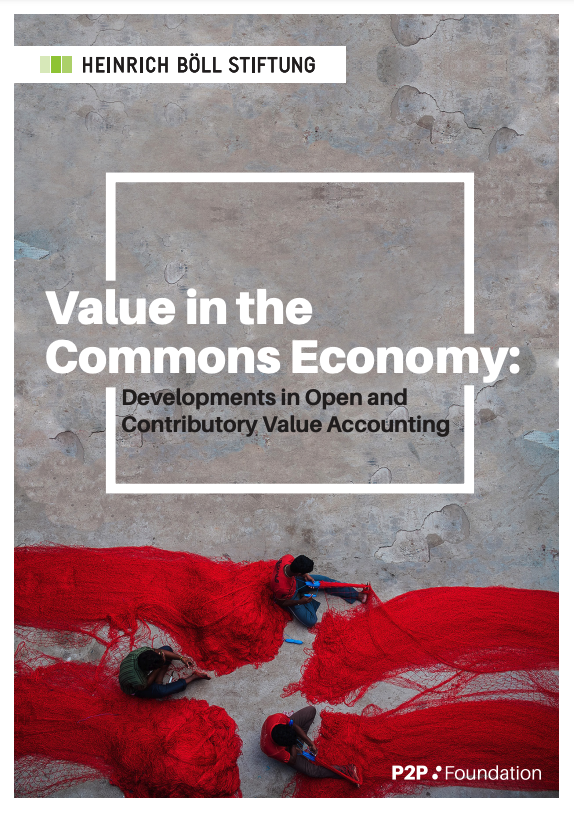 HEINRICH BÖLL STIFTUNG
Value in the
Commons Economy:
Developments in Open and
Contributory Value Accounting
P2P Foundation